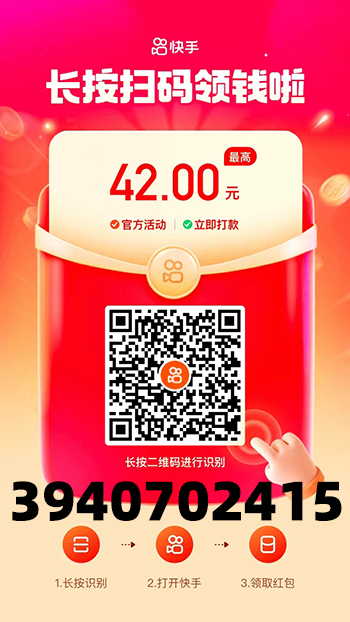 快手
长按扫码领钱啦
最高
42.00元
官方活动 | 立即打款
长按二维码进行识别
3940702415
1.长按识别 2.打开快手 3.领取红包